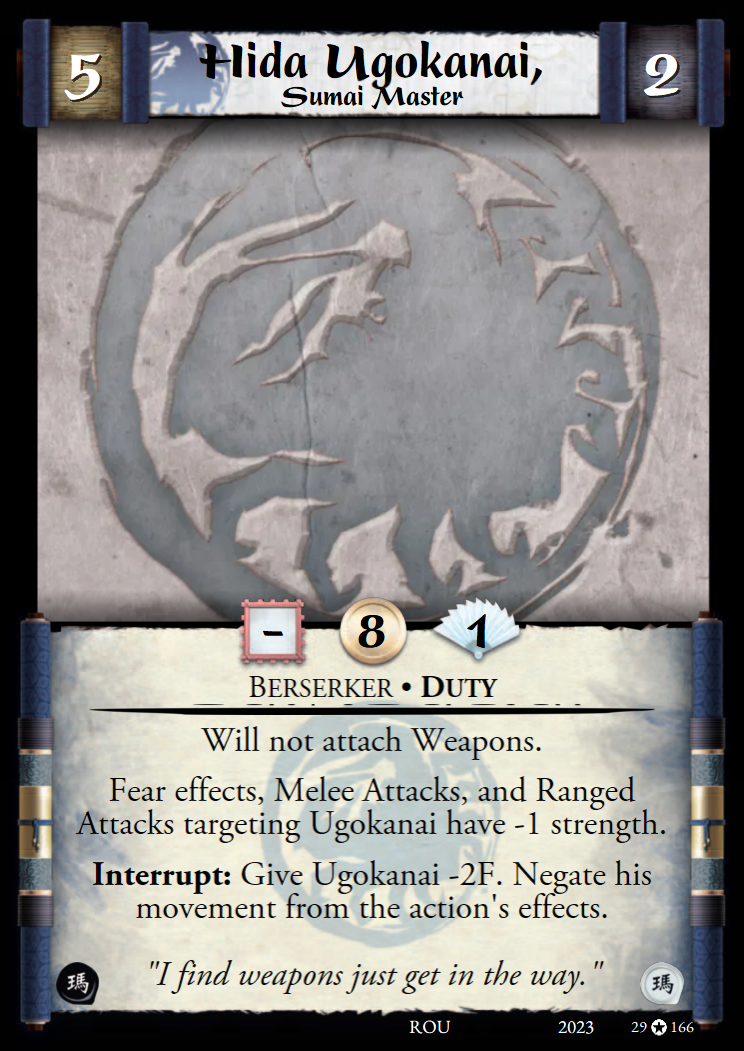 5
Hida Ugokanai,
2
Sumai Master
-
8
1
BERSERKER • DUTY
Will not attach Weapons.
Fear effects, Melee Attacks, and Ranged
Attacks targeting Ugokanai have -1 strength.
Interrupt: Give Ugokanai -2F. Negate his
movement from the action's effects.
瑪
"I find weapons just get in the way."
瑪
ROU
2023
29 ✪ 166